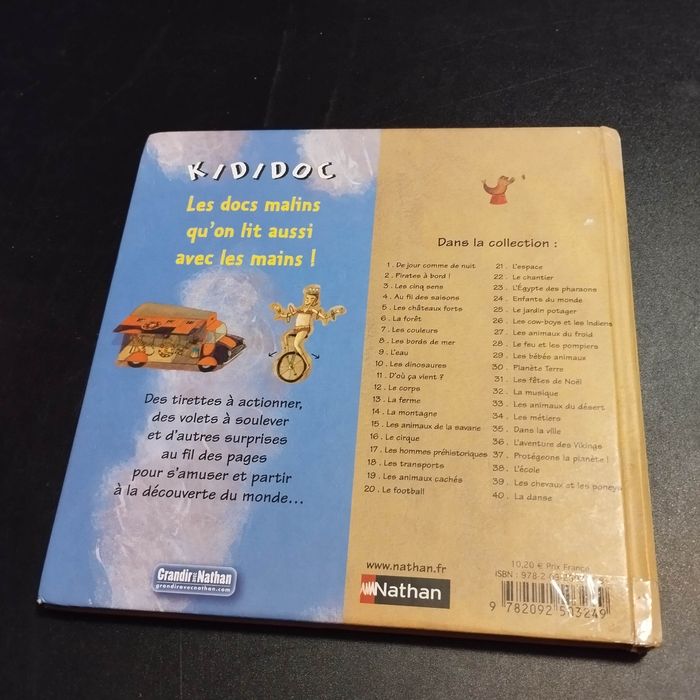 KIDIDOC
Les docs malins
qu'on lit aussi
avec les mains !
Des tirettes à actionner,
des volets à soulever
et d'autres surprises
au fil des pages
pour s'amuser et partir
à la découverte du monde...
Grandir avec Nathan
grandiravecnathan.com
Dans la collection :
1 . De jour comme de nuit
2 . Pirates à bord !
3 . Les cinq sens
4 . Au fil des saisons
5 . Les châteaux forts
6 . La forêt
7 . Les couleurs
8 . Les bords de mer
9 . L'eau
10 . Les dinosaures
11 . D'où ça vient ?
12 . Le corps
13 . La ferme
14 . La montagne
15 . Les animaux de la savane
16 . Le cirque
17 . Les hommes préhistoriques
18 . Les transports
19 . Les animaux cachés
20 . Le football
21 . L'espace
22 . Le chantier
23 . L'Égypte des pharaons
24 . Enfants du monde
25 . Le jardin potager
26 . Les cow-boys et les Indiens
27 . Les animaux du froid
28 . Le feu et les pompiers
29 . Les bébés animaux
30 . Planète Terre
31 . Les fêtes de Noël
32 . La musique
33 . Les animaux du désert
34 . Les métiers
35 . Dans la ville
36 . L'aventure des Vikings
37 . Protégeons la planète !
38 . L'école
39 . Les chevaux et les poneys
40 . La danse
www.nathan.fr
Nathan
10,20 € Prix France
ISBN : 978-2
9 782092 503249